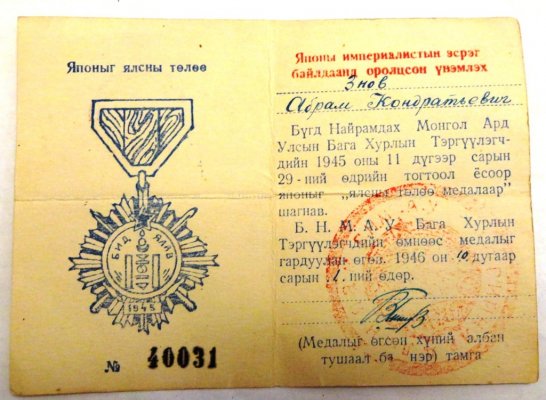 Японыг ялсны төлөө
БИД ЯЛАВ
1945
№ 40031
Японы империалистын эсрэг
байлдаанд оролцсон үнэмлэх
Знов
Абрам Кондратьевич
Бүгд Найрамдах Монгол Ард
Улсын Бага Хурлын Тэргүүлэгч-
дийн 1945 оны 11 дүгээр сарын
29-ний өдрийн тогтоол ёсоор
японыг „ялсны төлөө медалаар"
шагнав.
Б. Н. М. А. У. Бага Хурлын
Тэргүүлэгчдийн өмнөөс медалыг
гардуулан өгөв. 1946 он 10 дугаар
сарын 1 ний өдөр.
(Медалыг өгсөн хүний албан
тушаал ба нэр) тамга